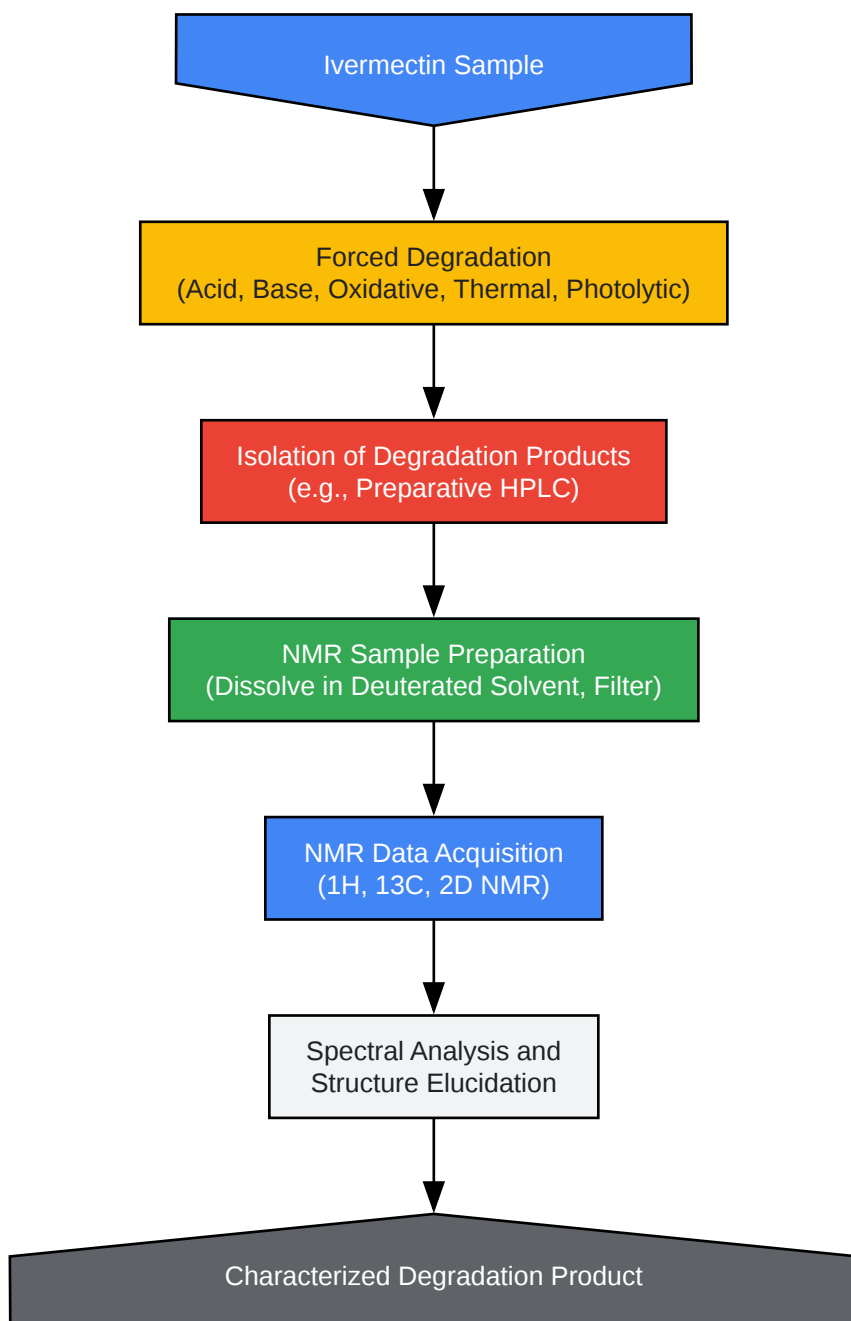 Ivermectin Sample
Forced Degradation
(Acid, Base, Oxidative, Thermal, Photolytic)
Isolation of Degradation Products
(e.g., Preparative HPLC)
NMR Sample Preparation
(Dissolve in Deuterated Solvent, Filter)
NMR Data Acquisition
(1H, 13C, 2D NMR)
Spectral Analysis and
Structure Elucidation
Characterized Degradation Product